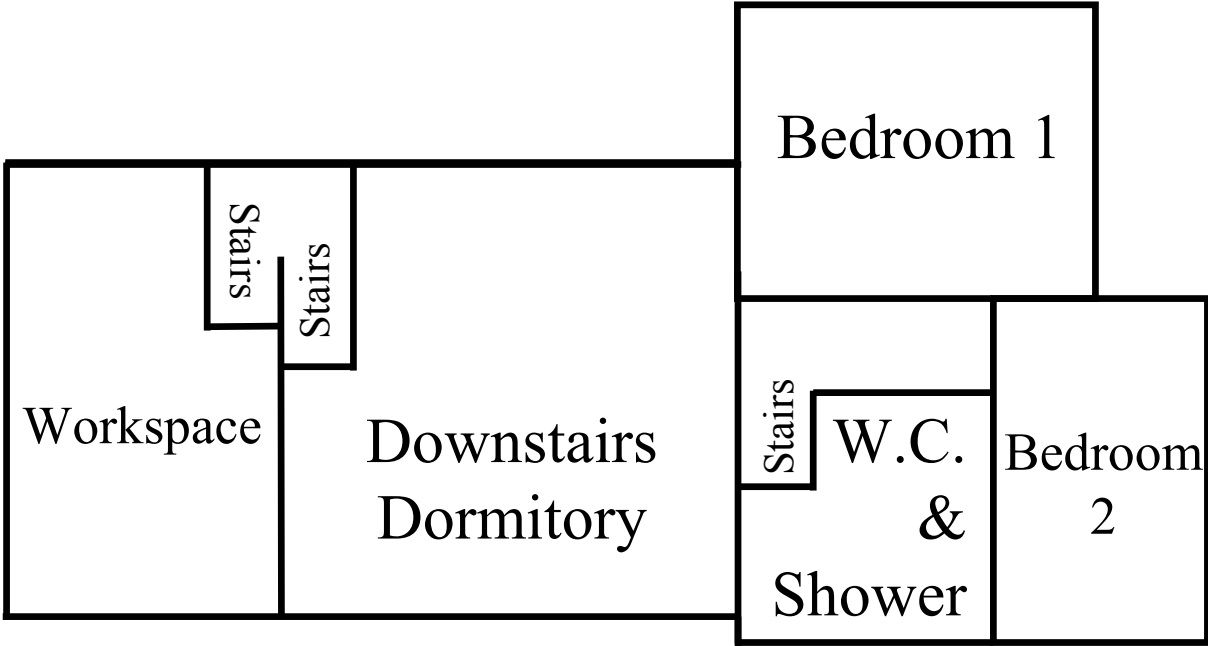 Bedroom 1
Stairs
Stairs
Workspace
Downstairs
Dormitory
Stairs
W.C.
&
Shower
Bedroom
2